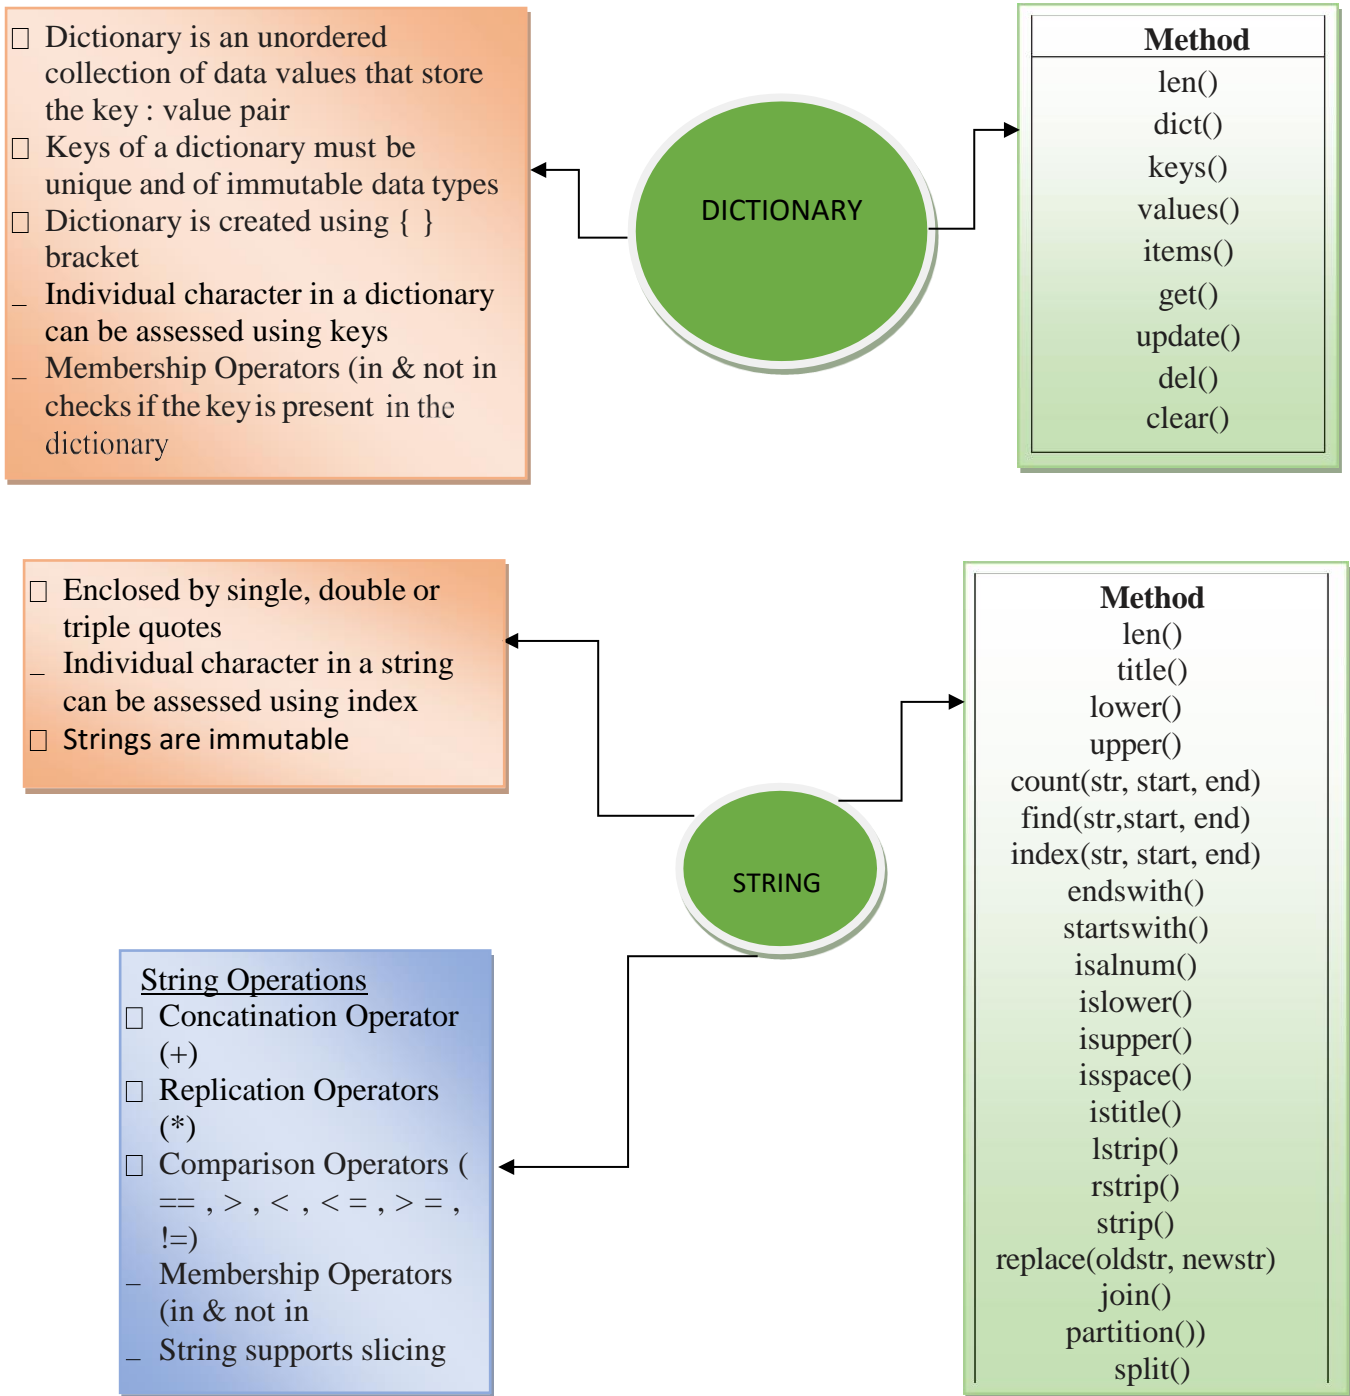 □ Dictionary is an unordered
collection of data values that store
the key : value pair
□ Keys of a dictionary must be
unique and of immutable data types
□ Dictionary is created using { }
bracket
_ Individual character in a dictionary
can be assessed using keys
_ Membership Operators (in & not in
checks if the key is present in the
dictionary
DICTIONARY
Method
len()
dict()
keys()
values()
items()
get()
update()
del()
clear()
□ Enclosed by single, double or
triple quotes
_ Individual character in a string
can be assessed using index
□ Strings are immutable
STRING
Method
len()
title()
lower()
upper()
count(str, start, end)
find(str,start, end)
index(str, start, end)
endswith()
startswith()
isalnum()
islower()
isupper()
isspace()
istitle()
lstrip()
rstrip()
strip()
replace(oldstr, newstr)
join()
partition())
split()
String Operations
□ Concatination Operator
(+)
□ Replication Operators
(*)
□ Comparison Operators (
== , > , < , < = , > = ,
!=)
_ Membership Operators
(in & not in
_ String supports slicing